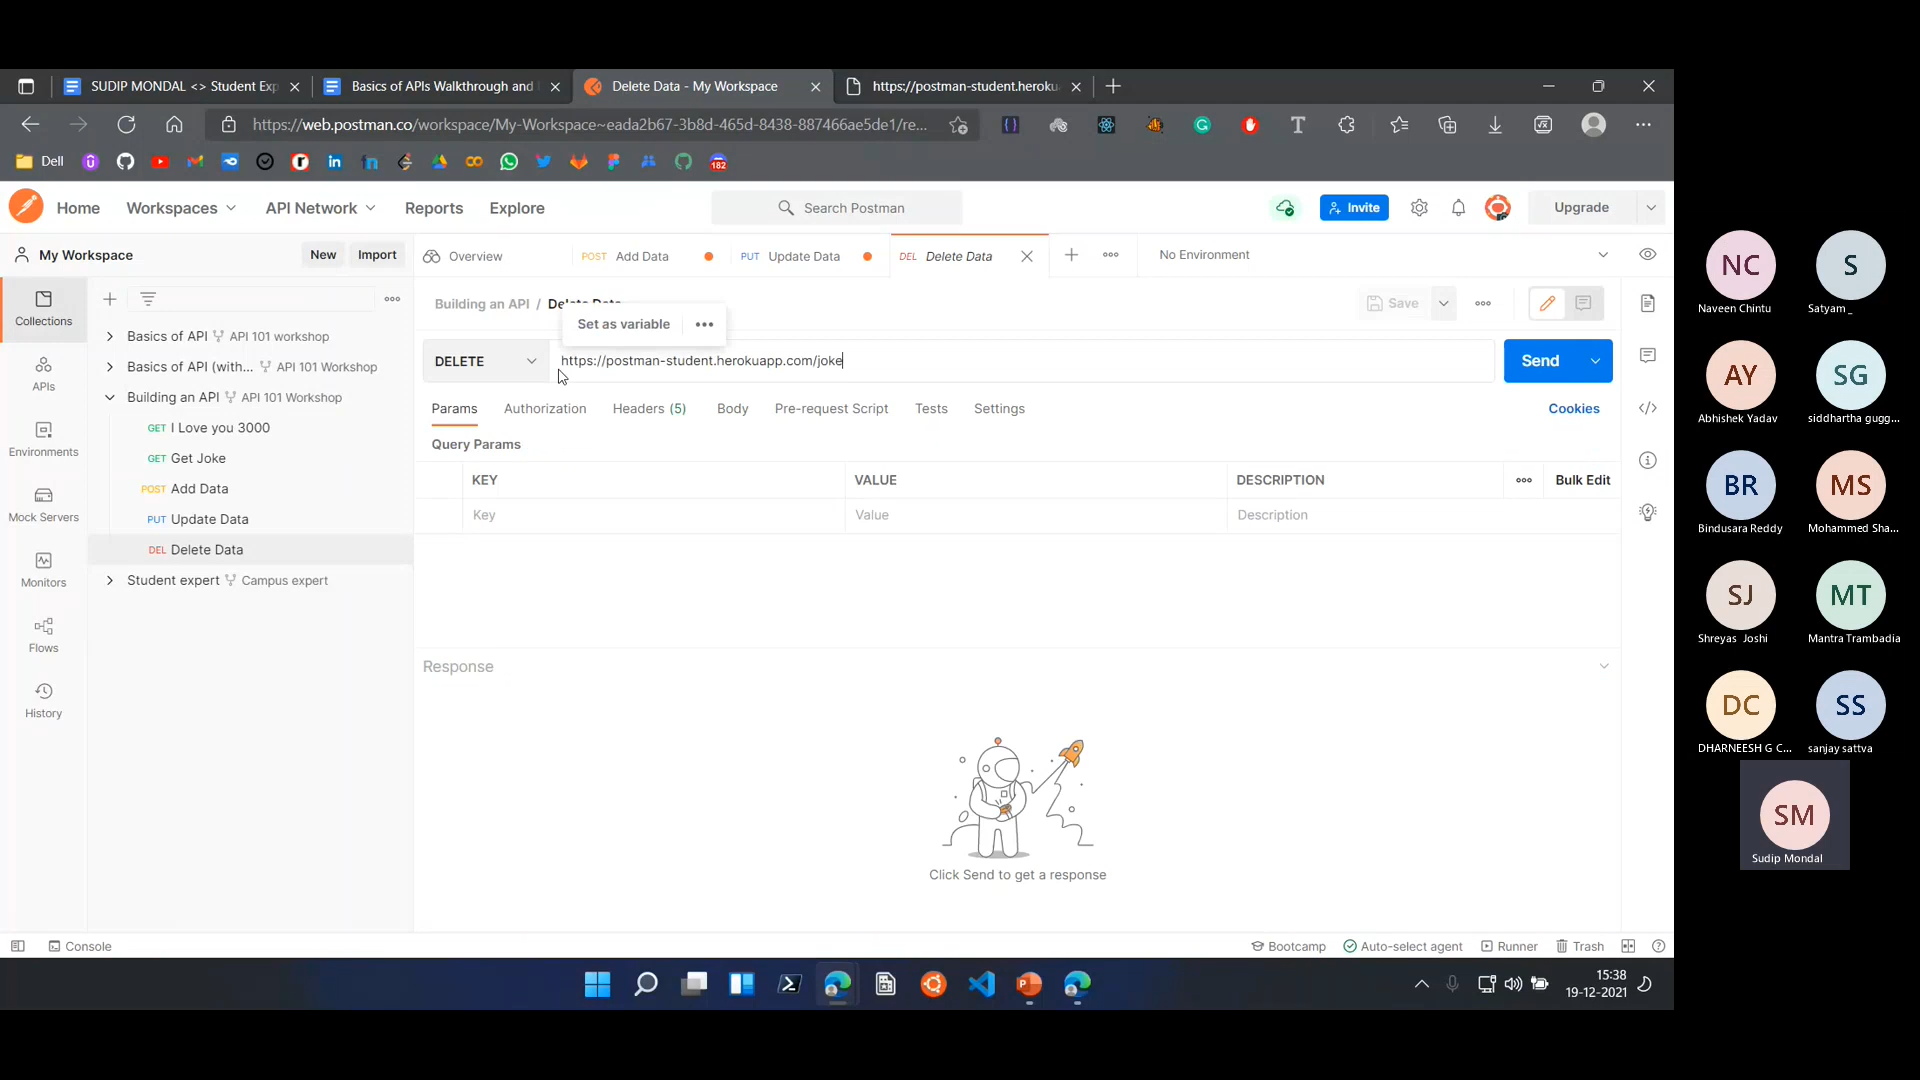 SUDIP MONDAL <> Student Exp
Basics of APIs Walkthrough and
Delete Data - My Workspace
https://postman-student.heroku
https://web.postman.co/workspace/My-Workspace~eada2b67-3b8d-465d-8438-887466ae5de1/re...
Dell
182
Home
Workspaces
API Network
Reports
Explore
Search Postman
Invite
Upgrade
My Workspace
New
Import
Overview
POST Add Data
PUT Update Data
DEL Delete Data
No Environment
Collections
APIs
Environments
Mock Servers
Monitors
Flows
History
Basics of API API 101 workshop
Basics of API (with... API 101 Workshop
Building an API API 101 Workshop
GET I Love you 3000
GET Get Joke
POST Add Data
PUT Update Data
DEL Delete Data
Student expert Campus expert
Building an API / Delete Data
Save
Set as variable
DELETE
https://postman-student.herokuapp.com/joke
Send
Params
Authorization
Headers (5)
Body
Pre-request Script
Tests
Settings
Cookies
Query Params
KEY
VALUE
DESCRIPTION
Bulk Edit
Key
Value
Description
Response
Click Send to get a response
Console
Bootcamp
Auto-select agent
Runner
Trash
15:38
19-12-2021
NC
Naveen Chintu
S
Satyam _
AY
Abhishek Yadav
SG
siddhartha gugg...
BR
Bindusara Reddy
MS
Mohammed Sha...
SJ
Shreyas Joshi
MT
Mantra Trambadia
DC
DHARNEESH G C...
SS
sanjay sattva
SM
Sudip Mondal